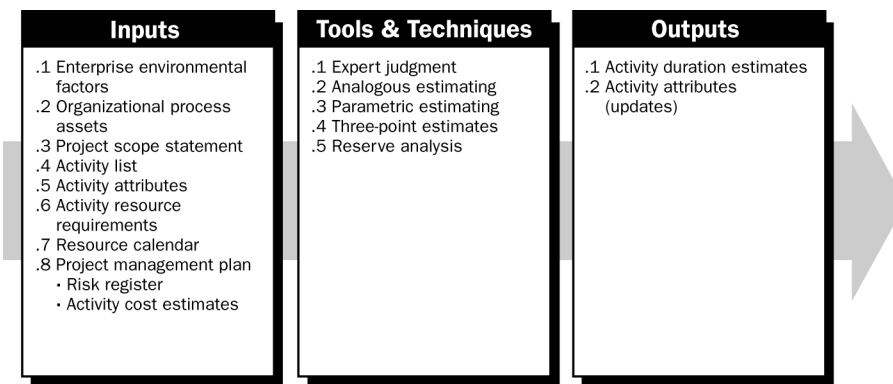 Inputs
.1 Enterprise environmental
factors
.2 Organizational process
assets
.3 Project scope statement
.4 Activity list
.5 Activity attributes
.6 Activity resource
requirements
.7 Resource calendar
.8 Project management plan
· Risk register
· Activity cost estimates
Tools & Techniques
.1 Expert judgment
.2 Analogous estimating
.3 Parametric estimating
.4 Three-point estimates
.5 Reserve analysis
Outputs
.1 Activity duration estimates
.2 Activity attributes
(updates)